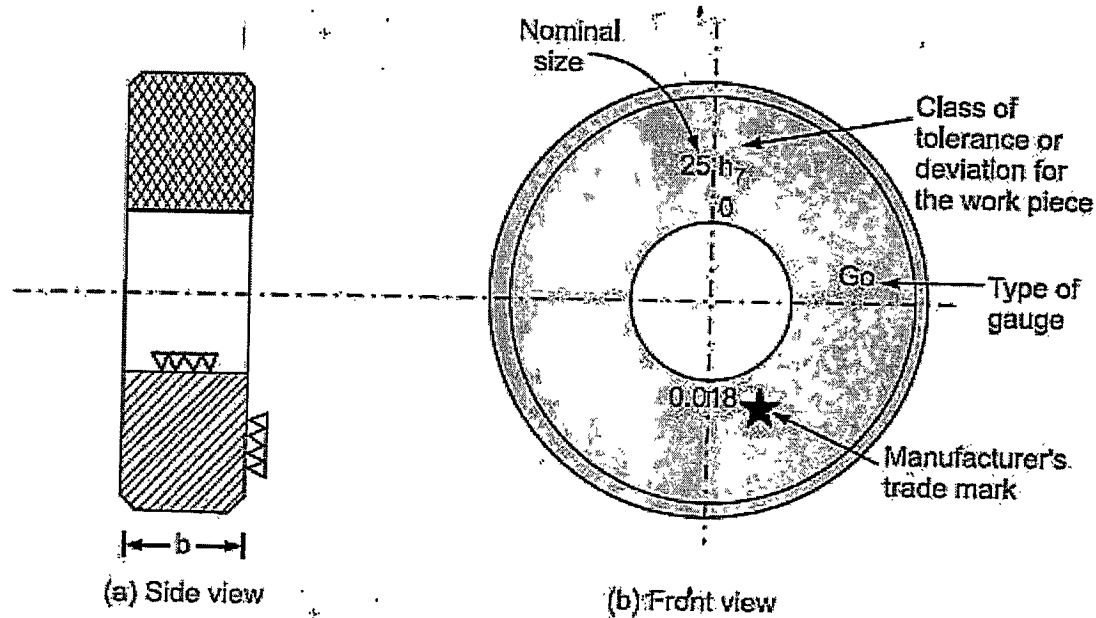 Nominal
size
Class of
tolerance or
deviation for
the work piece
25 h7
0
Go
Type of
gauge
0.018
Manufacturer's
trade mark
b
(a) Side view
(b) Front view